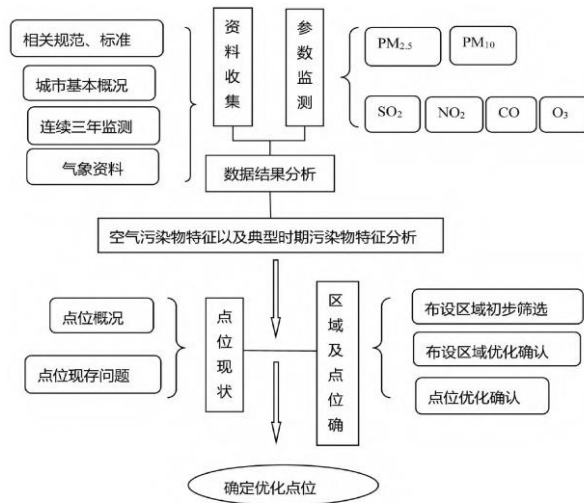 相关规范、标准
城市基本概况
连续三年监测
气象资料
资料收集
参数监测
PM2.5
PM10
SO2
NO2
CO
O3
数据结果分析
空气污染物特征以及典型时期污染物特征分析
点位概况
点位现存问题
点位现状
区域及点位确
布设区域初步筛选
布设区域优化确认
点位优化确认
确定优化点位